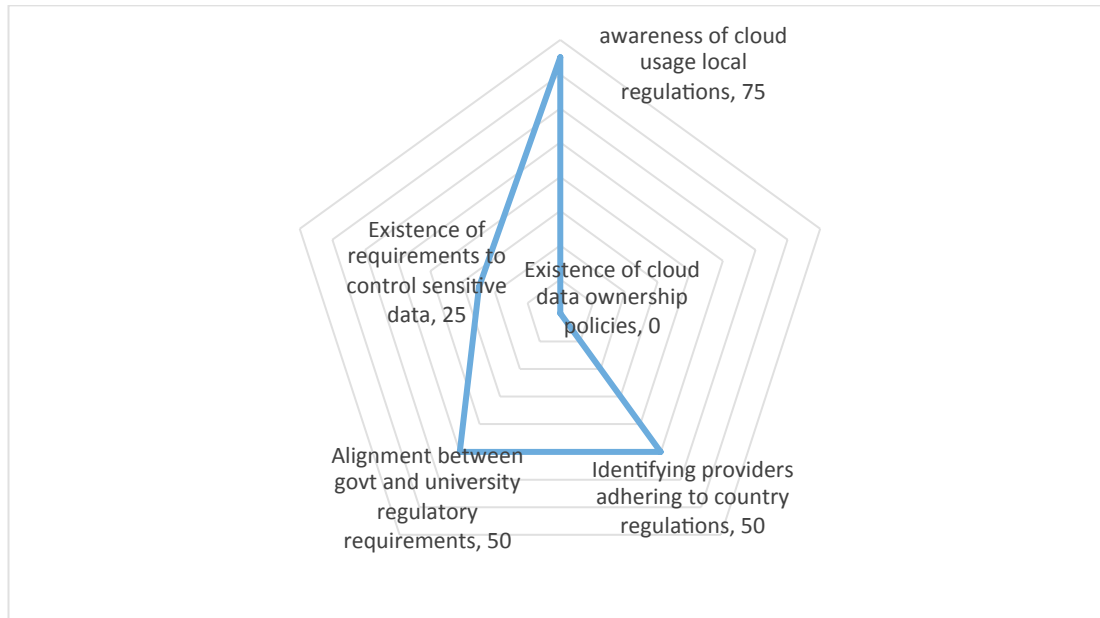 awareness of cloud
usage local
regulations, 75
Existence of cloud
data ownership
policies, 0
Identifying providers
adhering to country
regulations, 50
Alignment between
govt and university
regulatory
requirements, 50
Existence of
requirements to
control sensitive
data, 25